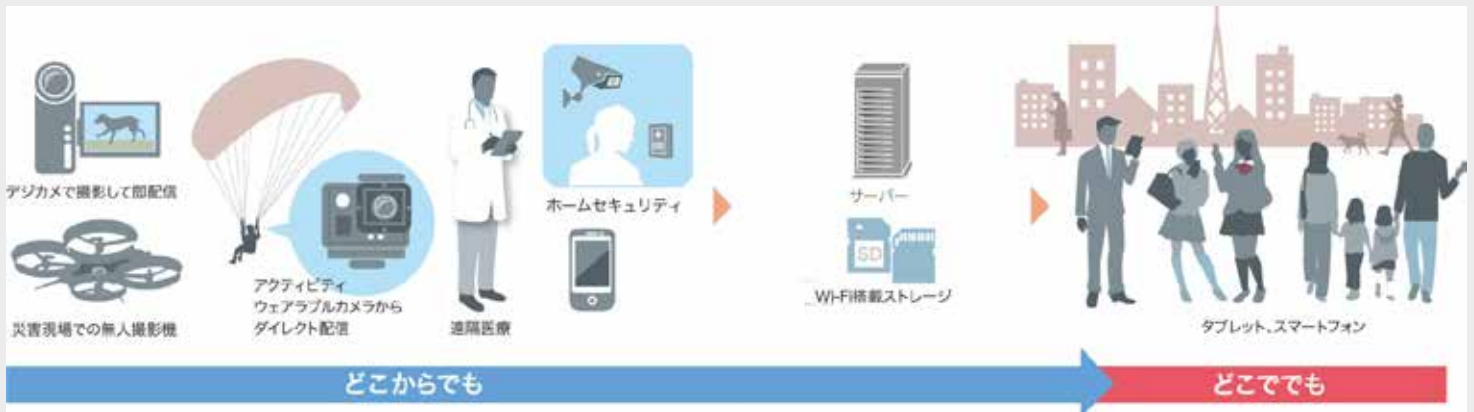 デジカメで撮影して即配信
災害現場での無人撮影機
アクティビティ
ウェアラブルカメラから
ダイレクト配信
遠隔医療
ホームセキュリティ
サーバー
SD
Wi-Fi搭載ストレージ
タブレット、スマートフォン
どこからでも
どこででも